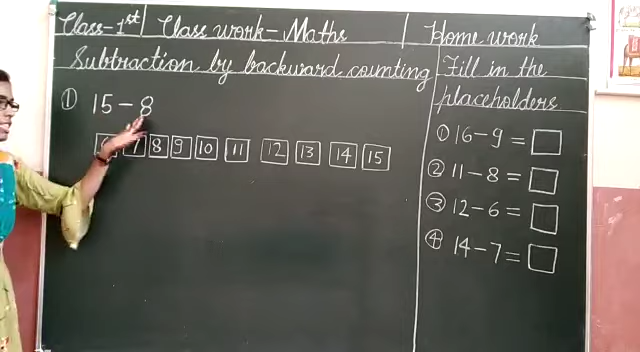 Class-1st
Class work - Maths
Home work
Subtraction by backward counting
① 15 - 8
7 8 9 10 11 12 13 14 15
Fill in the
placeholders
① 16 - 9 =
② 11 - 8 =
③ 12 - 6 =
④ 14 - 7 =